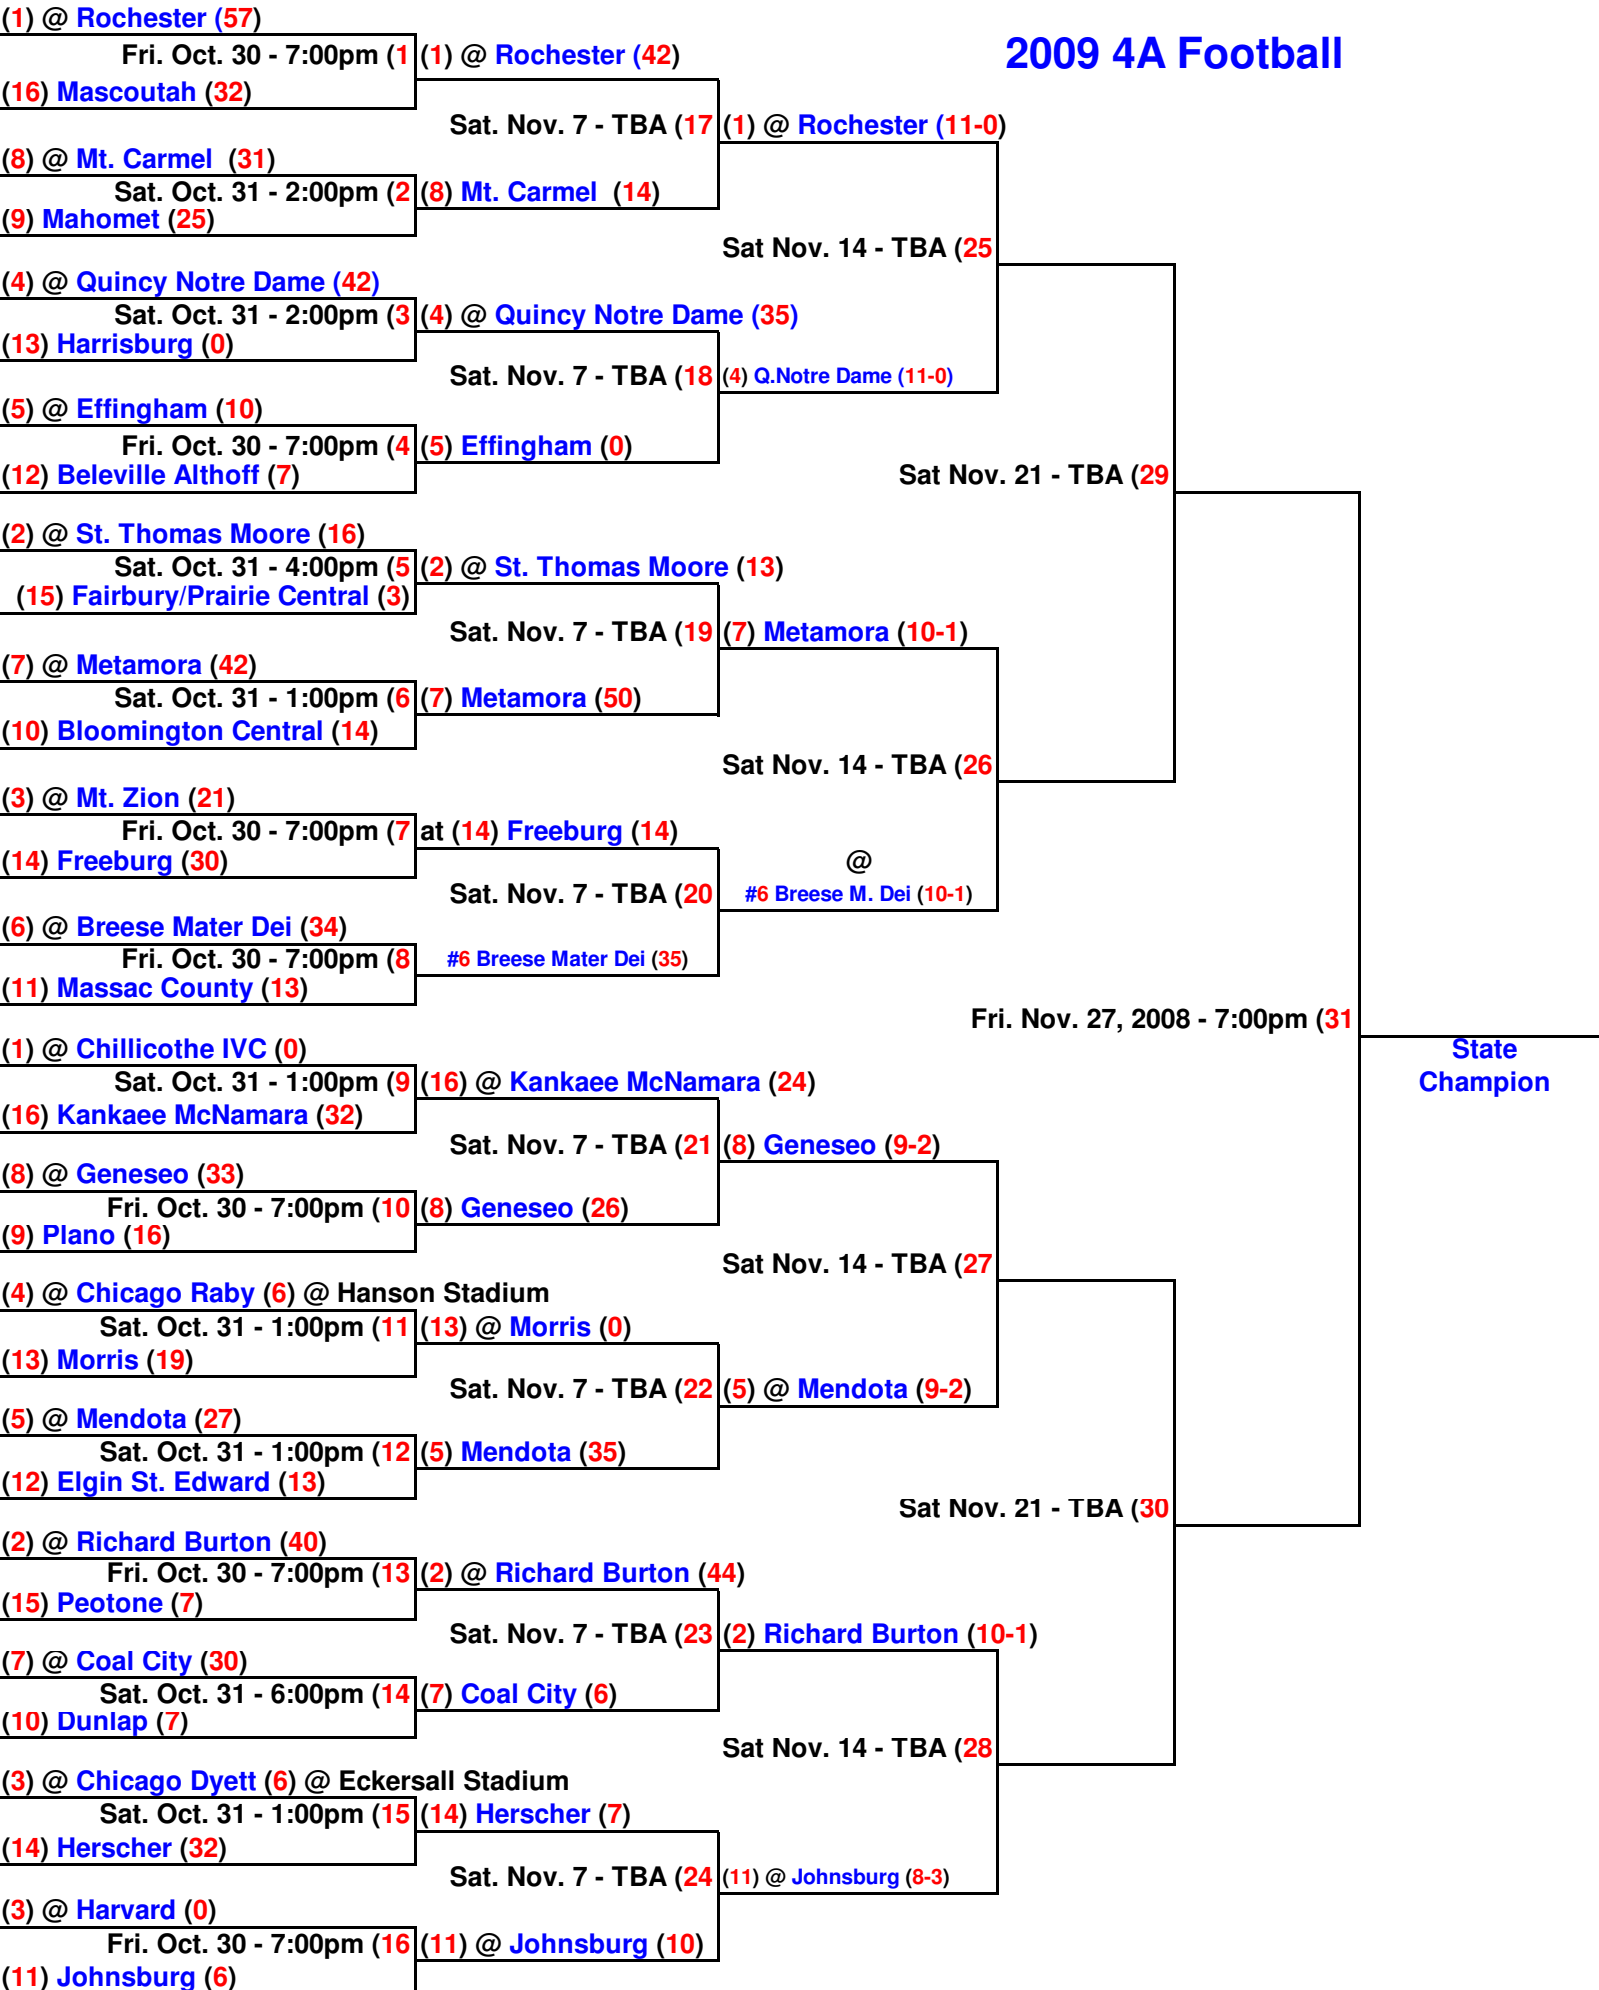 (1) @ Rochester (57)
Fri. Oct. 30 - 7:00pm (1 (1) @ Rochester (42)
2009 4A Football
(16) Mascoutah (32)
Sat. Nov. 7 - TBA (17 (1) @ Rochester (11-0)
(8) @ Mt. Carmel (31)
Sat. Oct. 31 - 2:00pm (2 (8) Mt. Carmel (14)
(9) Mahomet (25)
Sat Nov. 14 - TBA (25
(4) @ Quincy Notre Dame (42)
Sat. Oct. 31 - 2:00pm (3 (4) @ Quincy Notre Dame (35)
(13) Harrisburg (0)
Sat. Nov. 7 - TBA (18 (4) Q.Notre Dame (11-0)
(5) @ Effingham (10)
Fri. Oct. 30 - 7:00pm (4 (5) Effingham (0)
(12) Beleville Althoff (7)
Sat Nov. 21 - TBA (29
(2) @ St. Thomas Moore (16)
Sat. Oct. 31 - 4:00pm (5 (2) @ St. Thomas Moore (13)
(15) Fairbury/Prairie Central (3)
Sat. Nov. 7 - TBA (19 (7) Metamora (10-1)
(7) @ Metamora (42)
Sat. Oct. 31 - 1:00pm (6 (7) Metamora (50)
(10) Bloomington Central (14)
Sat Nov. 14 - TBA (26
(3) @ Mt. Zion (21)
Fri. Oct. 30 - 7:00pm (7 at (14) Freeburg (14)
(14) Freeburg (30)
@
Sat. Nov. 7 - TBA (20 #6 Breese M. Dei (10-1)
(6) @ Breese Mater Dei (34)
Fri. Oct. 30 - 7:00pm (8 #6 Breese Mater Dei (35)
(11) Massac County (13)
Fri. Nov. 27, 2008 - 7:00pm (31
State
Champion
(1) @ Chillicothe IVC (0)
Sat. Oct. 31 - 1:00pm (9 (16) @ Kankaee McNamara (24)
(16) Kankaee McNamara (32)
Sat. Nov. 7 - TBA (21 (8) Geneseo (9-2)
(8) @ Geneseo (33)
Fri. Oct. 30 - 7:00pm (10 (8) Geneseo (26)
(9) Plano (16)
Sat Nov. 14 - TBA (27
(4) @ Chicago Raby (6) @ Hanson Stadium
Sat. Oct. 31 - 1:00pm (11 (13) @ Morris (0)
(13) Morris (19)
Sat. Nov. 7 - TBA (22 (5) @ Mendota (9-2)
(5) @ Mendota (27)
Sat. Oct. 31 - 1:00pm (12 (5) Mendota (35)
(12) Elgin St. Edward (13)
Sat Nov. 21 - TBA (30
(2) @ Richard Burton (40)
Fri. Oct. 30 - 7:00pm (13 (2) @ Richard Burton (44)
(15) Peotone (7)
Sat. Nov. 7 - TBA (23 (2) Richard Burton (10-1)
(7) @ Coal City (30)
Sat. Oct. 31 - 6:00pm (14 (7) Coal City (6)
(10) Dunlap (7)
Sat Nov. 14 - TBA (28
(3) @ Chicago Dyett (6) @ Eckersall Stadium
Sat. Oct. 31 - 1:00pm (15 (14) Herscher (7)
(14) Herscher (32)
Sat. Nov. 7 - TBA (24 (11) @ Johnsburg (8-3)
(3) @ Harvard (0)
Fri. Oct. 30 - 7:00pm (16 (11) @ Johnsburg (10)
(11) Johnsburg (6)